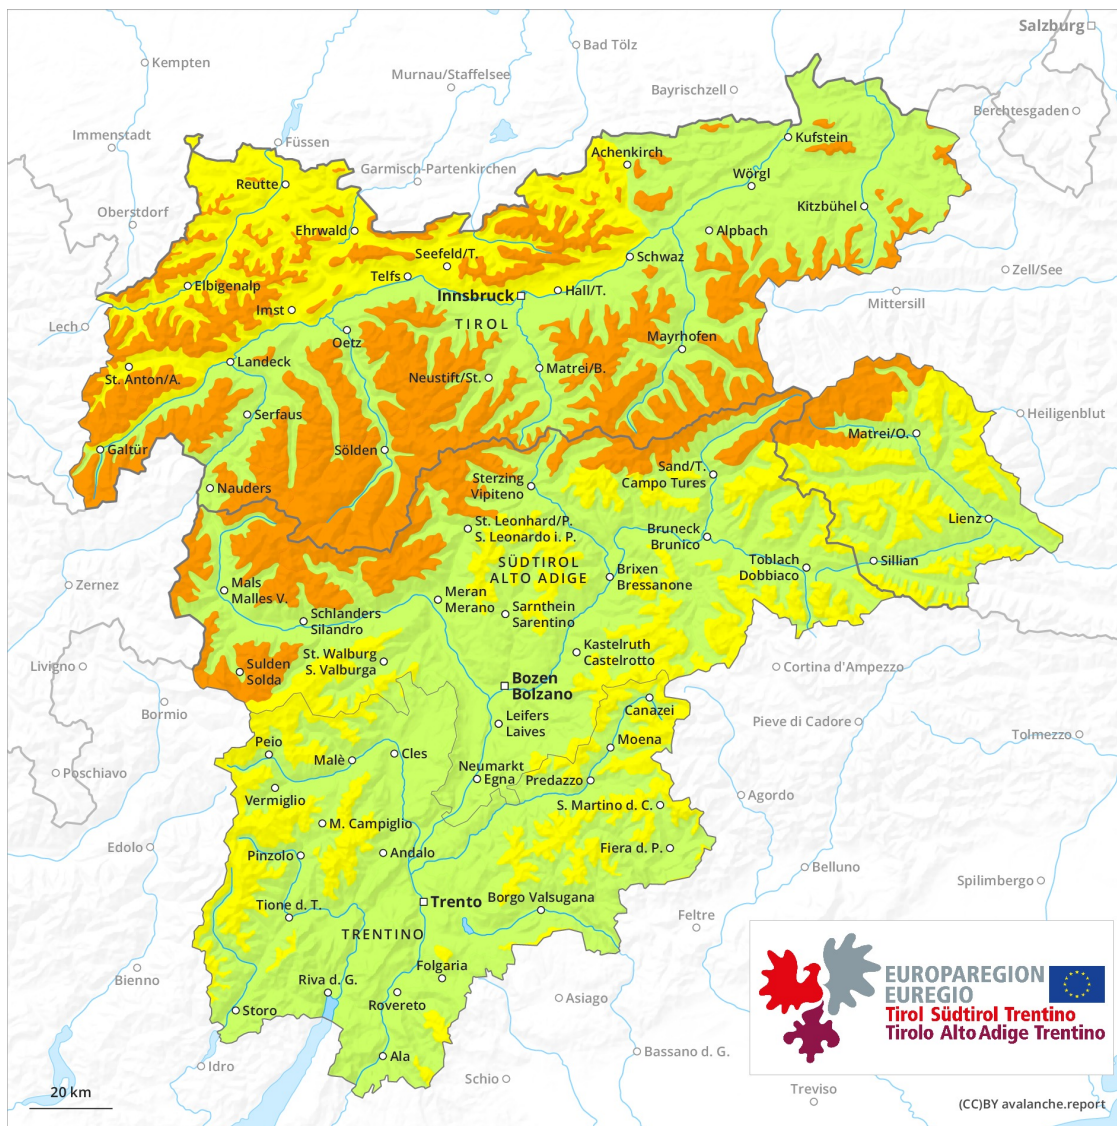 Salzburg
Bad Tölz
Kempten
Murnau/Staffelsee
Bayrischzell
Berchtesgaden
Immenstadt
Füssen
Kufstein
Achenkirch
Garmisch-Partenkirchen
Wörgl
Reutte
Oberstdorf
Kitzbühel
Ehrwald
Alpbach
Seefeld/T.
Schwaz
Telfs
Zell/See
Elbigenalp
Innsbruck
Hall/T.
Mittersill
Imst
Lech
TIROL
Oetz
Mayrhofen
Landeck
Matrei/B.
St. Anton/A.
Neustift/St.
Serfaus
Heiligenblut
Matrei/O.
Galtür
Sölden
Sand/T.
Campo Tures
Sterzing
Vipiteno
Nauders
St. Leonhard/P.
S. Leonardo i. P.
Lienz
Bruneck
Brunico
SÜDTIROL
ALTO ADIGE
Toblach
Dobbiaco
Sillian
Brixen
Bressanone
Zernez
Mals
Malles V.
Meran
Merano
Sarnthein
Sarentino
Schlanders
Silandro
Kastelruth
Castelrotto
St. Walburg
S. Valburga
Livigno
Sulden
Solda
Cortina d'Ampezzo
Bozen
Bolzano
Bormio
Canazei
Leifers
Laives
Pieve di Cadore
Moena
Tolmezzo
Peio
Cles
Malè
Poschiavo
Neumarkt
Egna
Predazzo
Vermiglio
Agordo
S. Martino d. C.
M. Campiglio
Edolo
Pinzolo
Andalo
Fiera d. P.
Belluno
Spilimbergo
Trento
Borgo Valsugana
Tione d. T.
Feltre
TRENTINO
Folgaria
Bienno
Riva d. G.
Rovereto
Asiago
Storo
Ala
Bassano d. G.
Idro
Schio
Treviso
EUROPAREGION
EUREGIO
Tirol Südtirol Trentino
Tirolo Alto Adige Trentino
20 km
(CC)BY avalanche.report